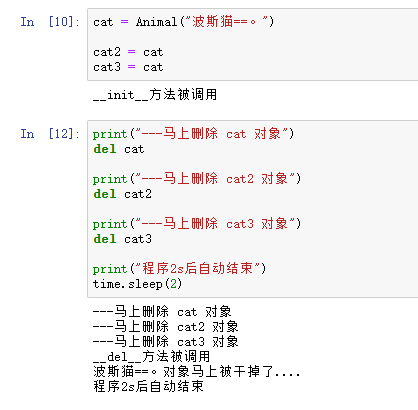 In [10]: cat = Animal("波斯猫==。")
cat2 = cat
cat3 = cat
__init__方法被调用
In [12]: print("---马上删除 cat 对象")
del cat
print("---马上删除 cat2 对象")
del cat2
print("---马上删除 cat3 对象")
del cat3
print("程序2s后自动结束")
time.sleep(2)
---马上删除 cat 对象
---马上删除 cat2 对象
---马上删除 cat3 对象
__del__方法被调用
波斯猫==。对象马上被干掉了....
程序2s后自动结束